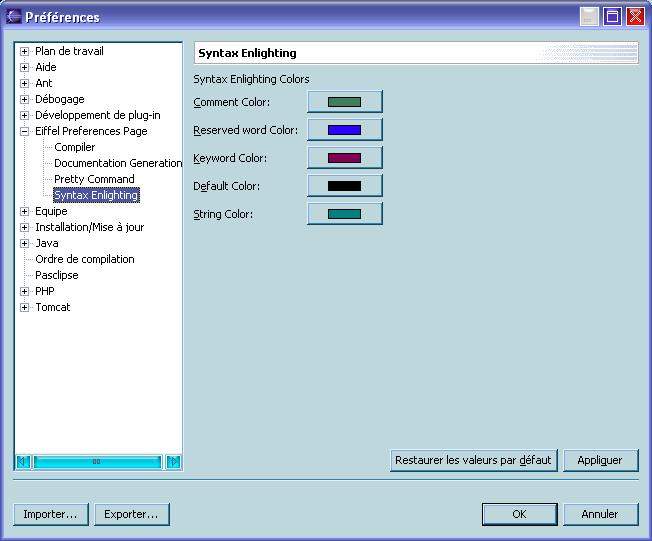 Préférences
Plan de travail
Aide
Ant
Débogage
Développement de plug-in
Eiffel Preferences Page
Compiler
Documentation Generation
Pretty Command
Syntax Enlighting
Equipe
Installation/Mise à jour
Java
Ordre de compilation
Pasclipse
PHP
Tomcat
Syntax Enlighting
Syntax Enlighting Colors
Comment Color:
Reserved word Color:
Keyword Color:
Default Color:
String Color:
Restaurer les valeurs par défaut
Appliquer
Importer...
Exporter...
OK
Annuler